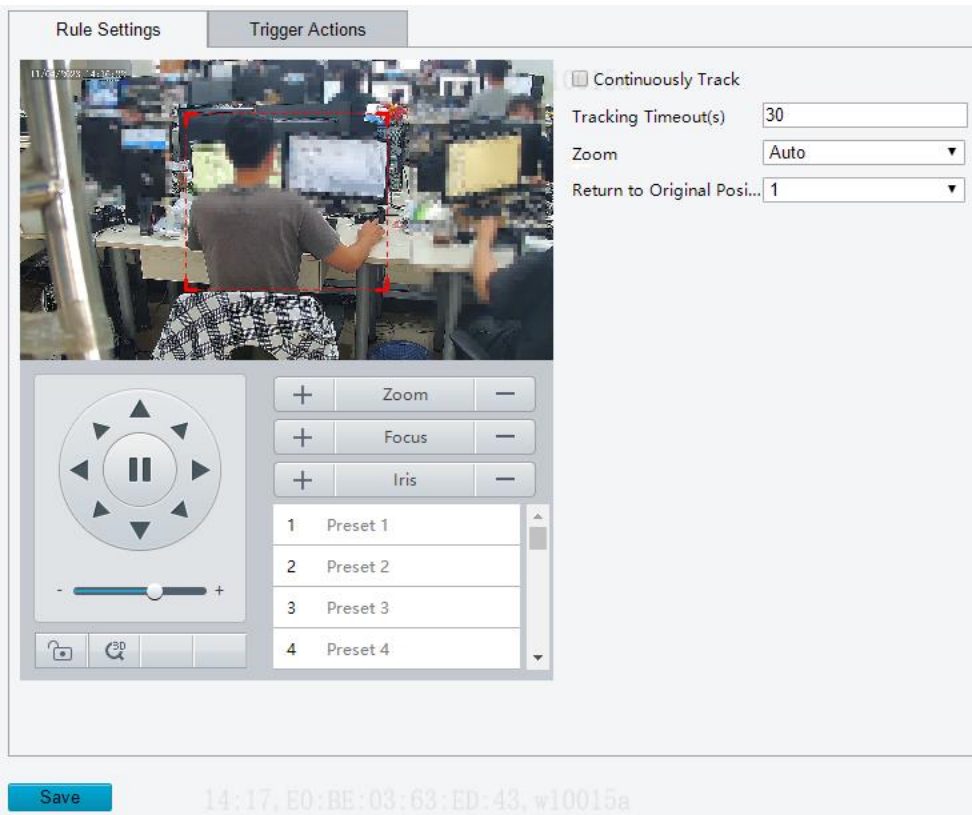 Rule Settings
Trigger Actions
Continuously Track
Tracking Timeout(s) 30
Zoom Auto
Return to Original Posi... 1
+ Zoom —
+ Focus —
+ Iris —
1 Preset 1
2 Preset 2
3 Preset 3
4 Preset 4
- +
3D
Save
14:17, E0:BE:03:63:ED:43, w10015a